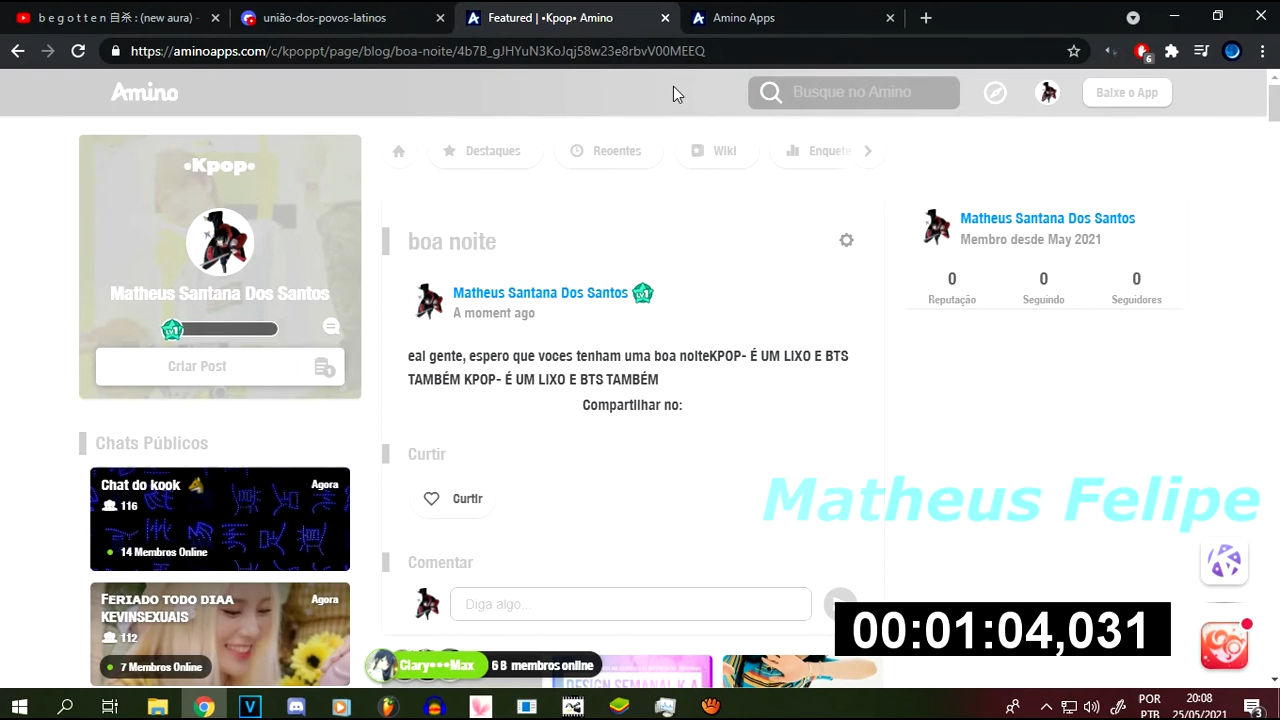 b e g o t t e n :(new aura) -
união-dos-povos-latinos
Featured | •Kpop• Amino
Amino Apps
https://aminoapps.com/c/kpoppt/page/blog/boa-noite/4b7B_gJHYuN3KoJqj58w23e8rbvV00MEEQ
6
Amino
Busque no Amino
Baixe o App
•Kpop•
Matheus Santana Dos Santos
LV1
Criar Post
Destaques
Recentes
Wiki
Enquete
boa noite
Matheus Santana Dos Santos LV1
A moment ago
eai gente, espero que voces tenham uma boa noiteKPOP- É UM LIXO E BTS
TAMBÉM KPOP- É UM LIXO E BTS TAMBÉM
Compartilhar no:
Curtir
Curtir
Comentar
Diga algo...
Matheus Santana Dos Santos
Membro desde May 2021
0
Reputação
0
Seguindo
0
Seguidores
Chats Públicos
Chat do kook
Agora
116
14 Membros Online
FERIADO TODO DIAA
KEVINSEXUAIS
Agora
112
7 Membros Online
Clary•••Max
68 membros online
DESIGN SEMANAL K.A
Matheus Felipe
00:01:04,031
POR
PTB
20:08
25/05/2021
3